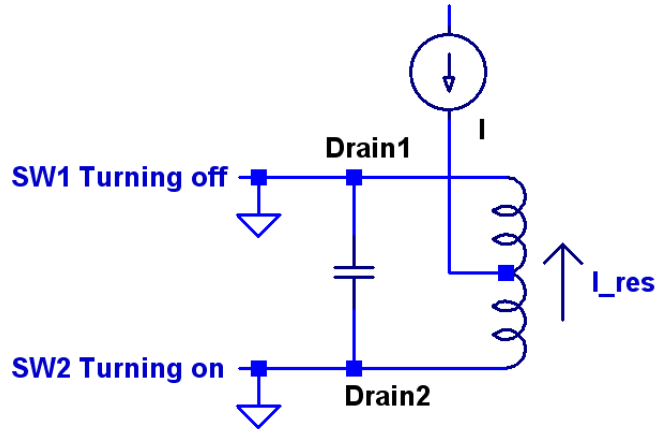 I
Drain1
SW1 Turning off
I_res
SW2 Turning on
Drain2